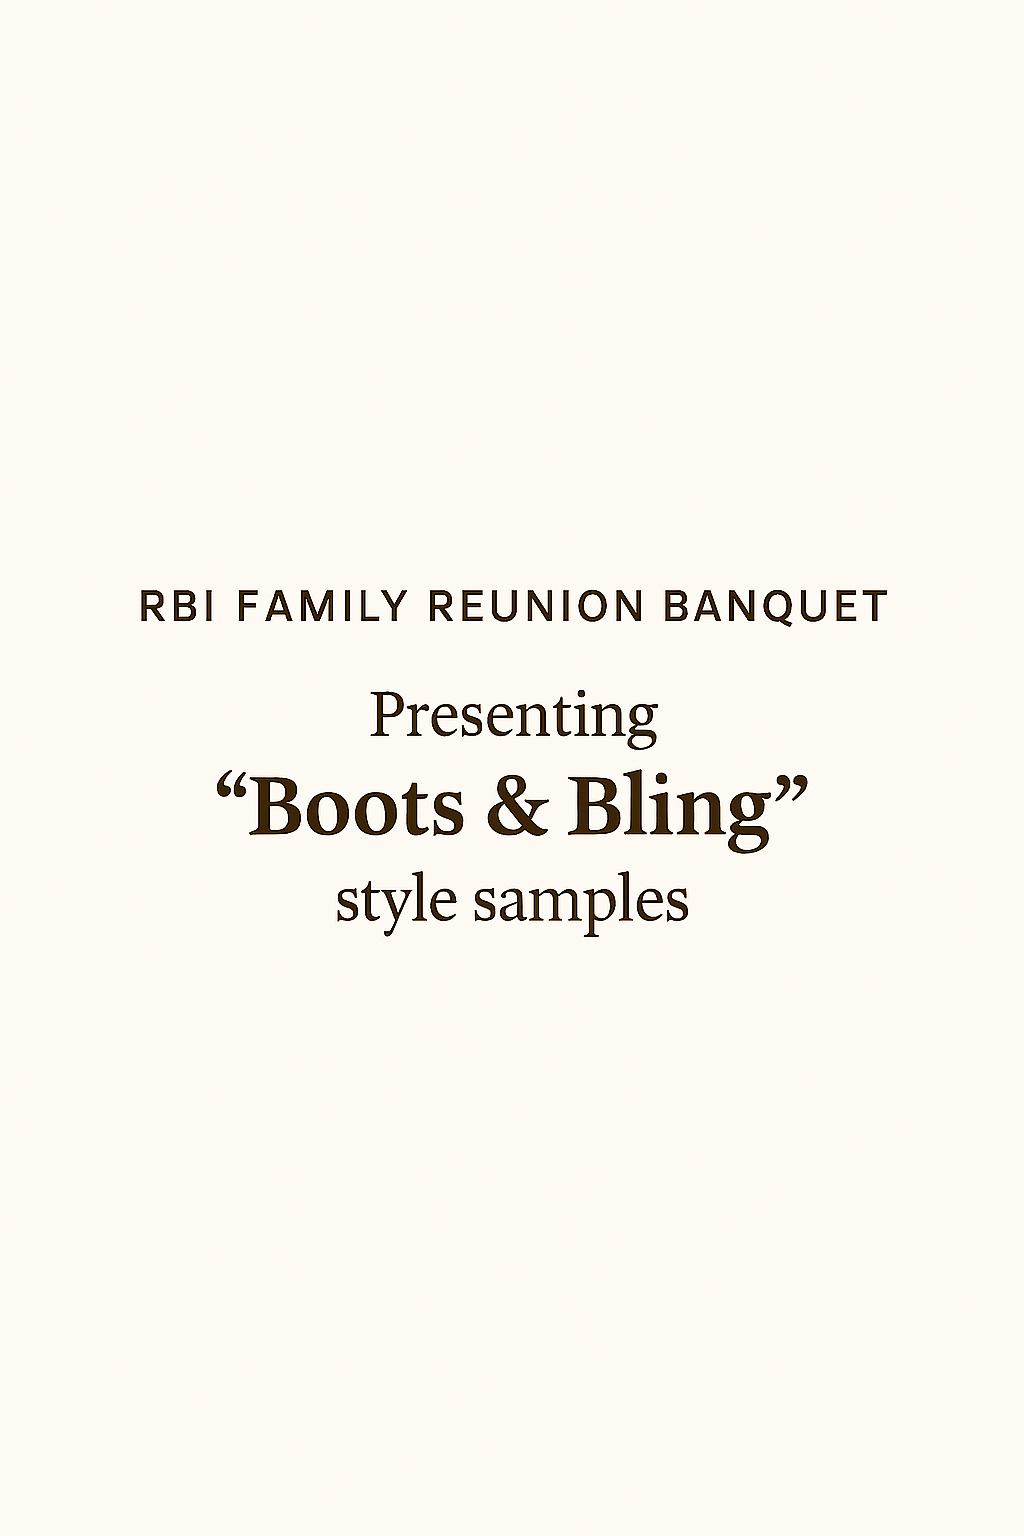 RBI FAMILY REUNION BANQUET
Presenting
“Boots & Bling”
style samples